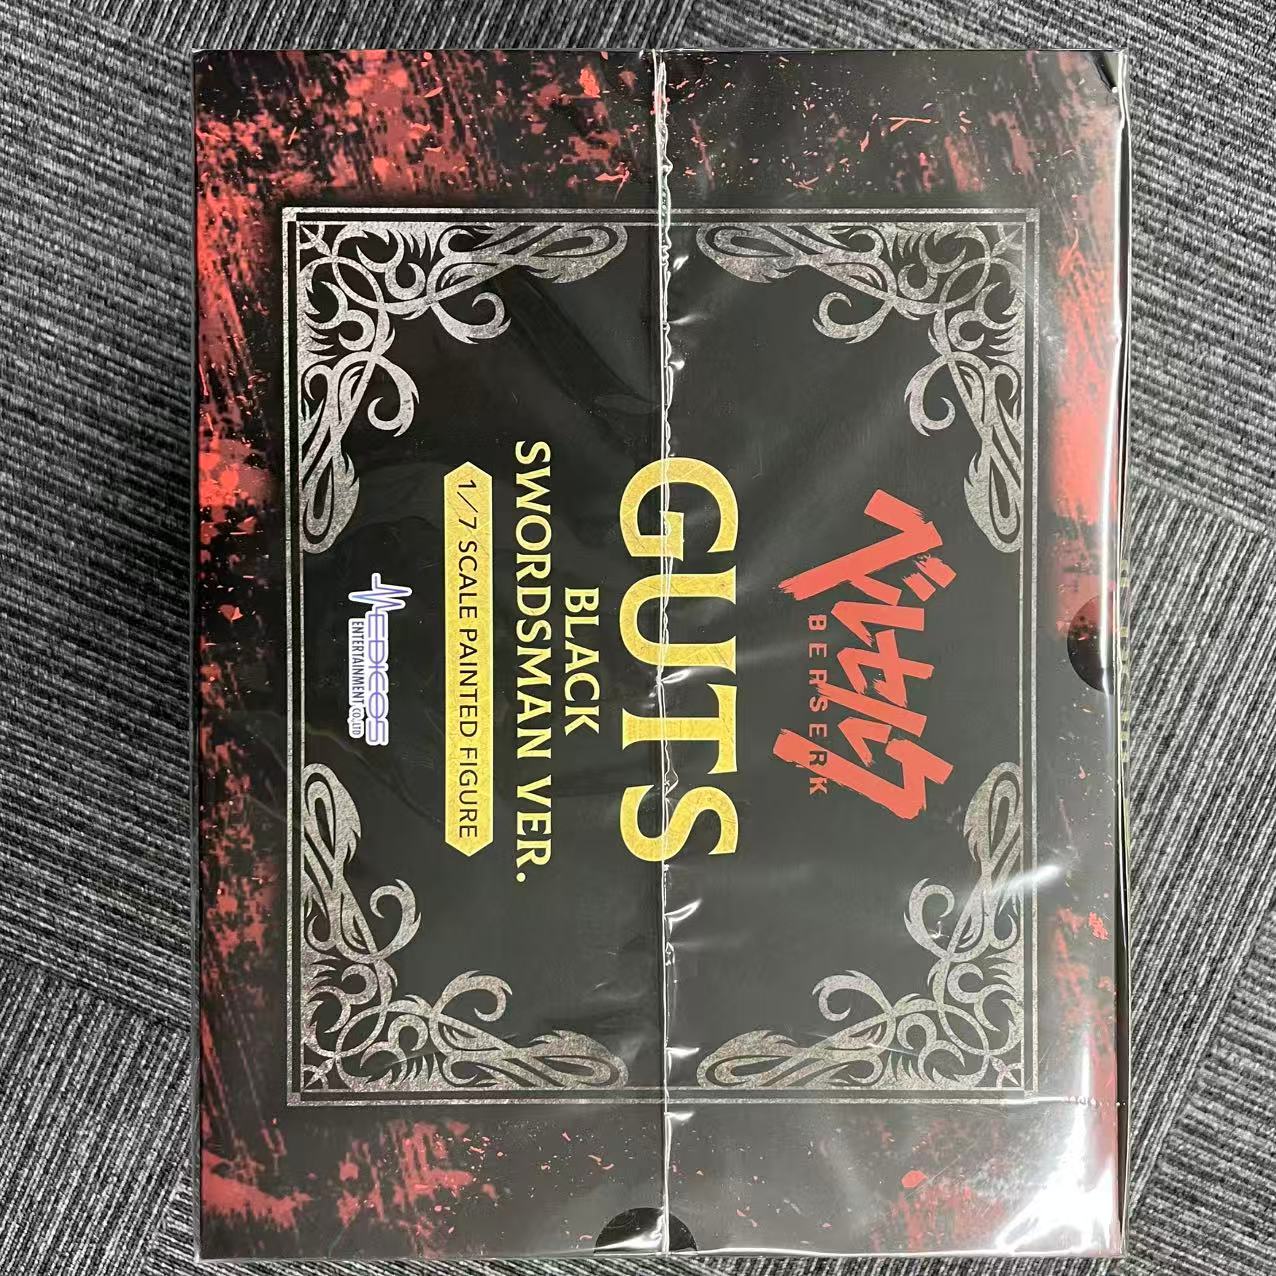 ベルセルク
BERSERK
GUTS
BLACK
SWORDSMAN VER.
1/7 SCALE PAINTED FIGURE
MEDICOS
ENTERTAINMENT CO.,LTD